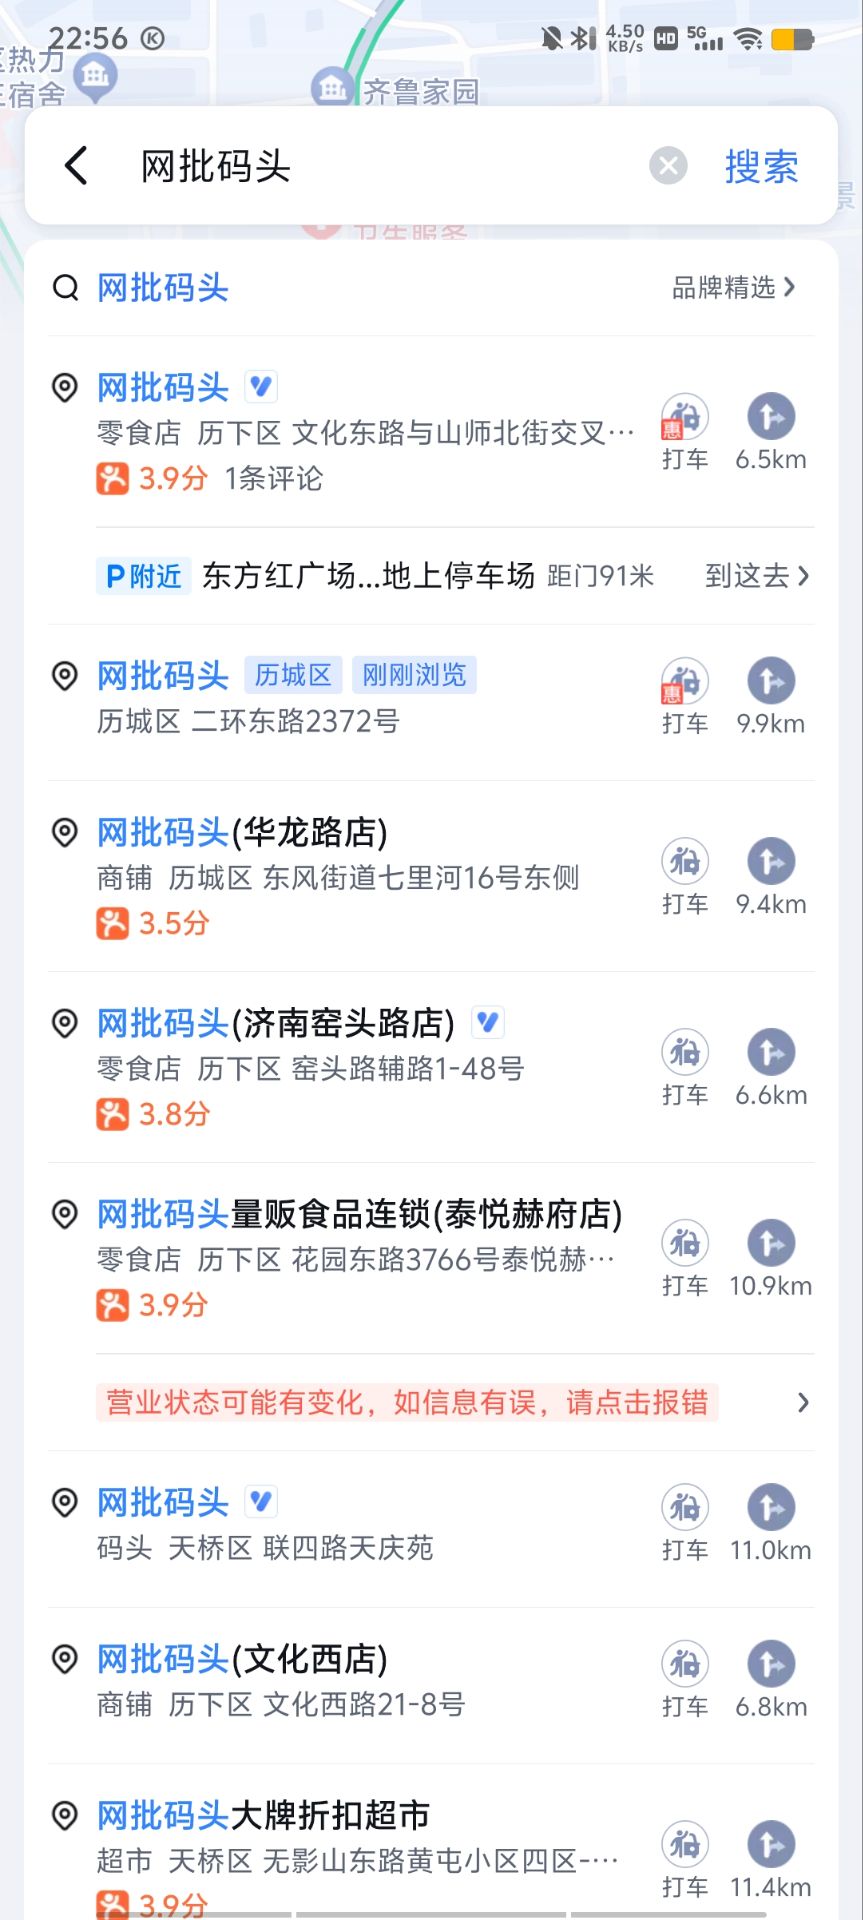 22:56
4.50 KB/s HD 5G
区热力
宿舍
齐鲁家园
网批码头
搜索
景
卫生服务
网批码头
品牌精选
网批码头
零食店 历下区 文化东路与山师北街交叉…
惠
打车
6.5km
3.9分 1条评论
P附近 东方红广场...地上停车场 距门91米 到这去
网批码头 历城区 刚刚浏览
历城区 二环东路2372号
惠
打车
9.9km
网批码头(华龙路店)
商铺 历城区 东风街道七里河16号东侧
打车
9.4km
3.5分
网批码头(济南窑头路店)
零食店 历下区 窑头路辅路1-48号
打车
6.6km
3.8分
网批码头量贩食品连锁(泰悦赫府店)
零食店 历下区 花园东路3766号泰悦赫…
打车
10.9km
3.9分
营业状态可能有变化，如信息有误，请点击报错
网批码头
码头 天桥区 联四路天庆苑
打车
11.0km
网批码头(文化西店)
商铺 历下区 文化西路21-8号
打车
6.8km
网批码头大牌折扣超市
超市 天桥区 无影山东路黄屯小区四区-…
打车
11.4km
3.9分